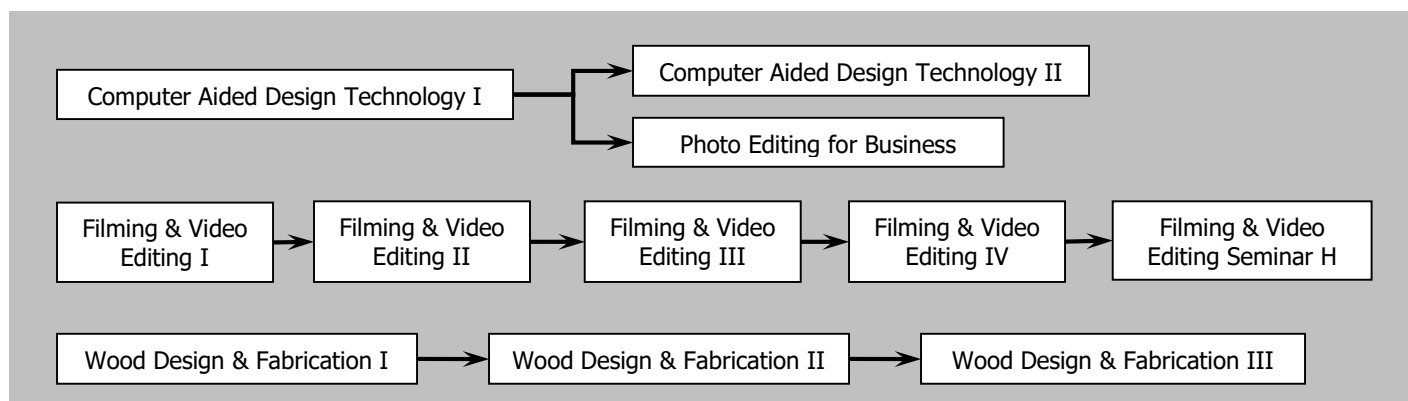 Computer Aided Design Technology I
Computer Aided Design Technology II
Photo Editing for Business
Filming & Video
Editing I
Filming & Video
Editing II
Filming & Video
Editing III
Filming & Video
Editing IV
Filming & Video
Editing Seminar H
Wood Design & Fabrication I
Wood Design & Fabrication II
Wood Design & Fabrication III